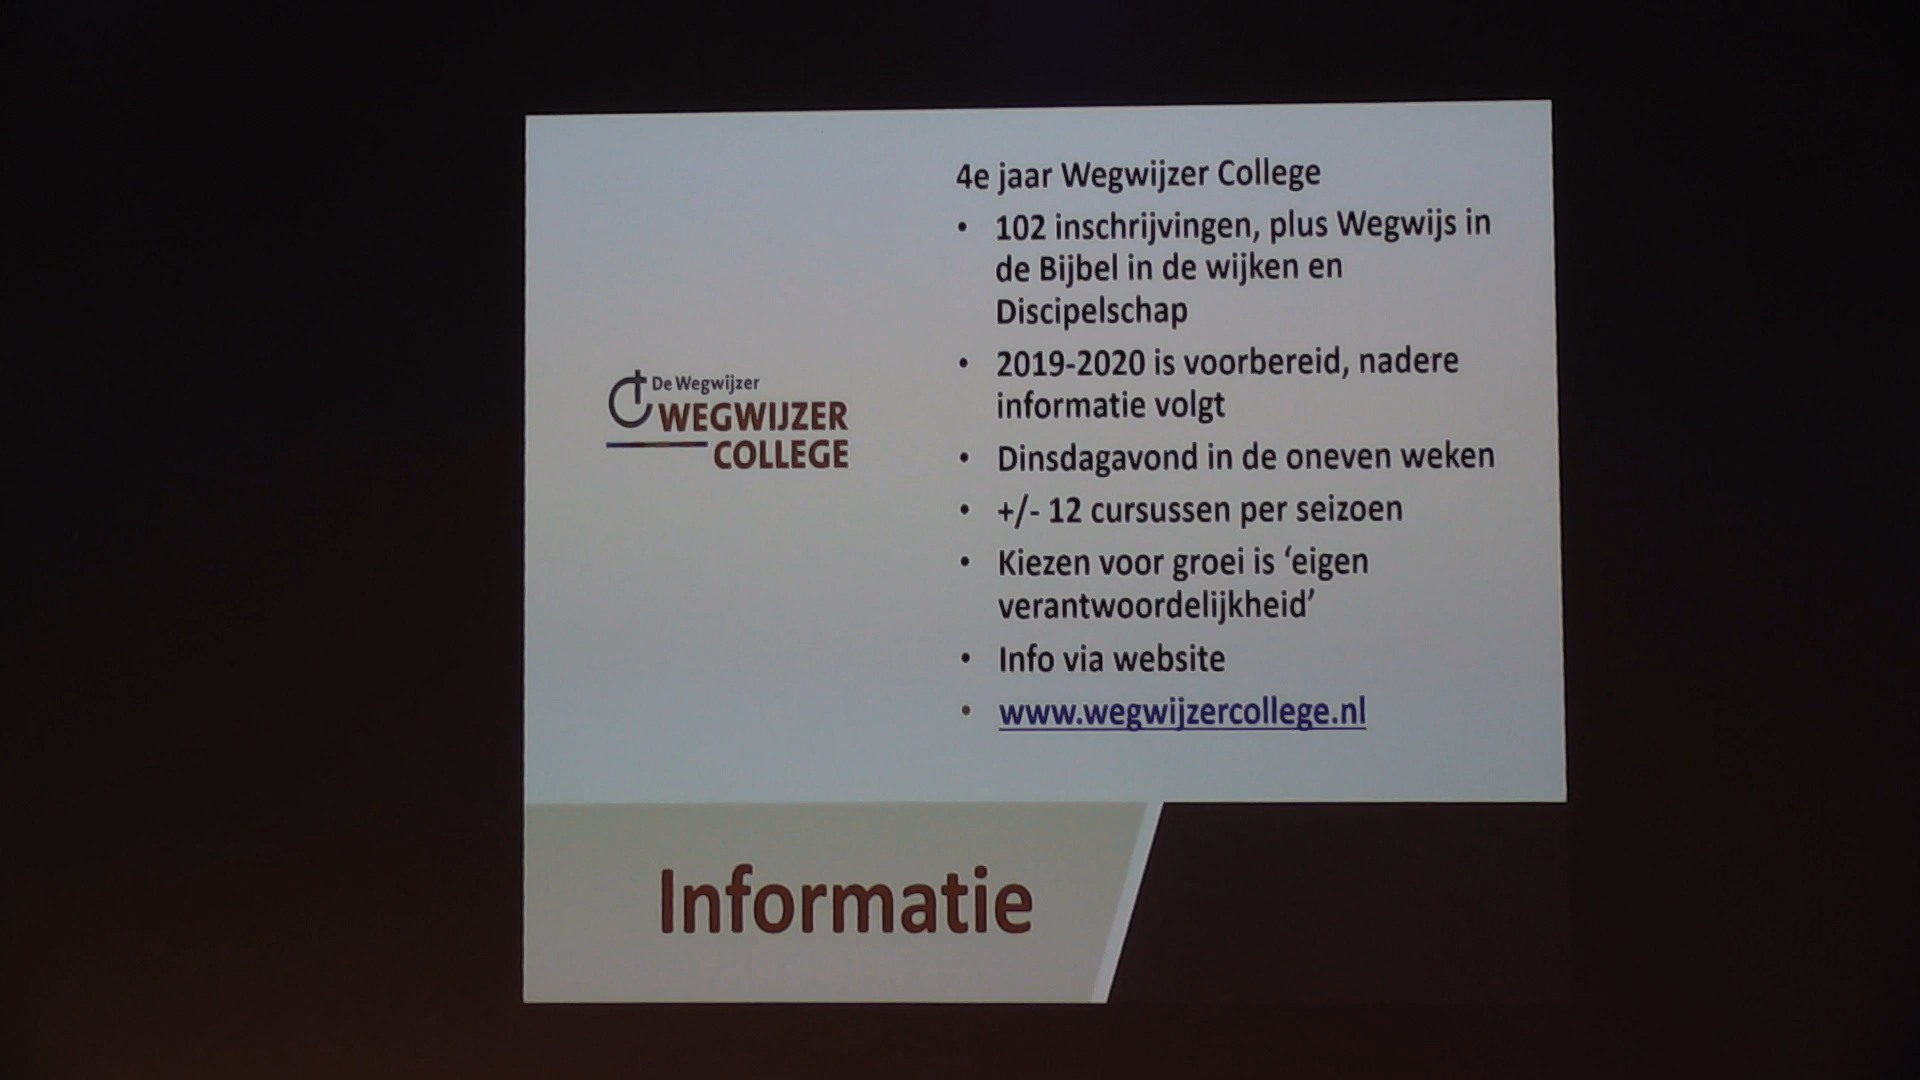 De Wegwijzer
WEGWIJZER
COLLEGE
4e jaar Wegwijzer College
• 102 inschrijvingen, plus Wegwijs in
de Bijbel in de wijken en
Discipelschap
• 2019-2020 is voorbereid, nadere
informatie volgt
• Dinsdagavond in de oneven weken
• +/- 12 cursussen per seizoen
• Kiezen voor groei is ‘eigen
verantwoordelijkheid’
• Info via website
• www.wegwijzercollege.nl
Informatie